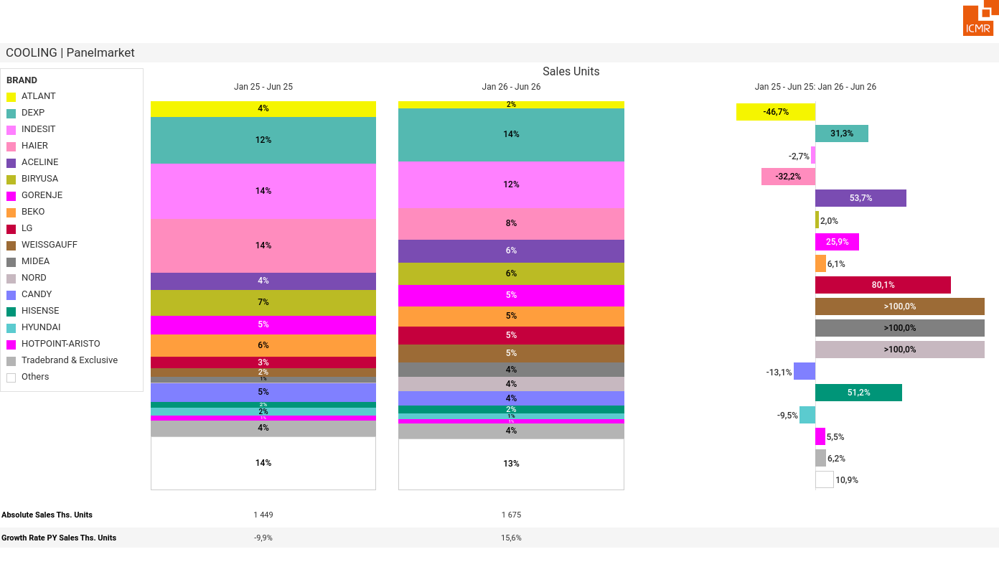 ICMR
COOLING | Panelmarket
Sales Units
BRAND
ATLANT
DEXP
INDESIT
HAIER
ACELINE
BIRYUSA
GORENJE
BEKO
LG
WEISSGAUFF
MIDEA
NORD
CANDY
HISENSE
HYUNDAI
HOTPOINT-ARISTO
Tradebrand & Exclusive
Others
Jan 25 - Jun 25
4%
12%
14%
14%
4%
7%
5%
6%
3%
2%
1%
5%
2%
2%
1%
4%
14%
Jan 26 - Jun 26
2%
14%
12%
8%
6%
6%
5%
5%
5%
5%
4%
4%
4%
2%
1%
1%
4%
13%
Jan 25 - Jun 25: Jan 26 - Jun 26
-46,7%
31,3%
-2,7%
-32,2%
53,7%
2,0%
25,9%
6,1%
80,1%
>100,0%
>100,0%
>100,0%
-13,1%
51,2%
-9,5%
5,5%
6,2%
10,9%
Absolute Sales Ths. Units 1 449 1 675
Growth Rate PY Sales Ths. Units -9,9% 15,6%